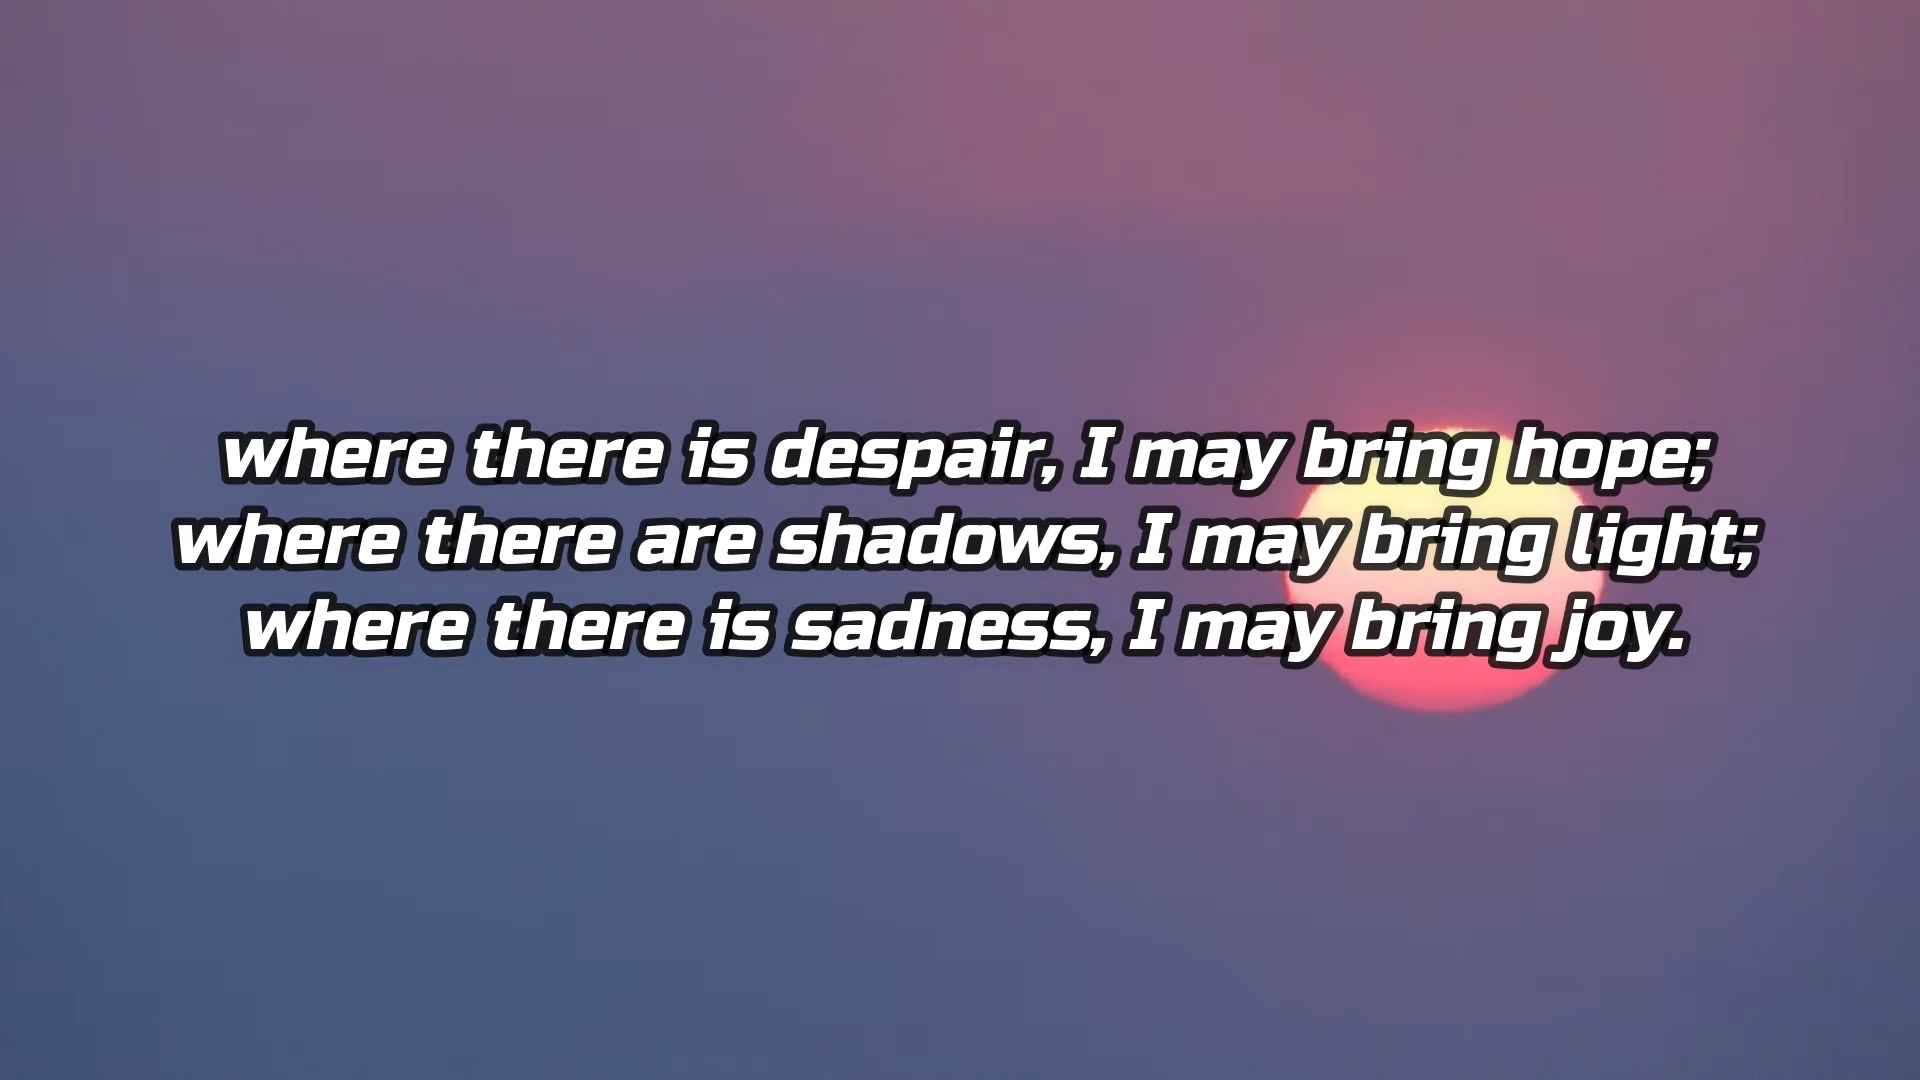 where there is despair, I may bring hope;
where there are shadows, I may bring light;
where there is sadness, I may bring joy.